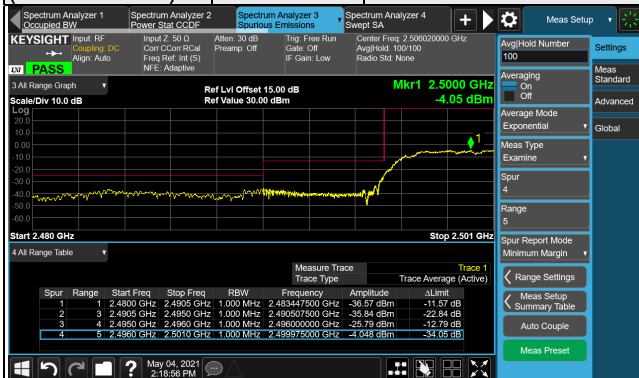 Spectrum Analyzer 1
Occupied BW
Spectrum Analyzer 2
Power Stat CCDF
Spectrum Analyzer 3
Spurious Emissions
Spectrum Analyzer 4
Swept SA
Meas Setup
KEYSIGHT
Input: RF
Coupling: DC
Align: Auto
Input Z: 50 Ω
Corr CCorr RCal
Freq Ref: Int (S)
NFE: Adaptive
Atten: 30 dB
Preamp: Off
Trig: Free Run
Gate: Off
IF Gain: Low
Center Freq: 2.506020000 GHz
Avg|Hold: 100/100
Radio Std: None
LXI PASS
3 All Range Graph
Scale/Div 10.0 dB
Ref Lvl Offset 15.00 dB
Ref Value 30.00 dBm
Mkr1 2.5000 GHz
-4.05 dBm
Log
20.0
10.0
0.00
-10.0
-20.0
-30.0
-40.0
-50.0
-60.0
1
Start 2.480 GHz
Stop 2.501 GHz
4 All Range Table
Measure Trace Trace 1
Trace Type Trace Average (Active)
Spur Range Start Freq Stop Freq RBW Frequency Amplitude ΔLimit
1 1 2.4800 GHz 2.4905 GHz 1.000 MHz 2.483447500 GHz -36.57 dBm -11.57 dB
2 3 2.4905 GHz 2.4950 GHz 1.000 MHz 2.490507500 GHz -35.84 dBm -22.84 dB
3 4 2.4950 GHz 2.4960 GHz 1.000 MHz 2.496000000 GHz -25.79 dBm -12.79 dB
4 5 2.4960 GHz 2.5010 GHz 1.000 MHz 2.499975000 GHz -4.048 dBm -34.05 dB
May 04, 2021
2:18:56 PM
Avg|Hold Number
100
Averaging
On
Off
Average Mode
Exponential
Meas Type
Examine
Spur
4
Range
5
Spur Report Mode
Minimum Margin
Range Settings
Meas Setup
Summary Table
Auto Couple
Meas Preset
Settings
Meas
Standard
Advanced
Global